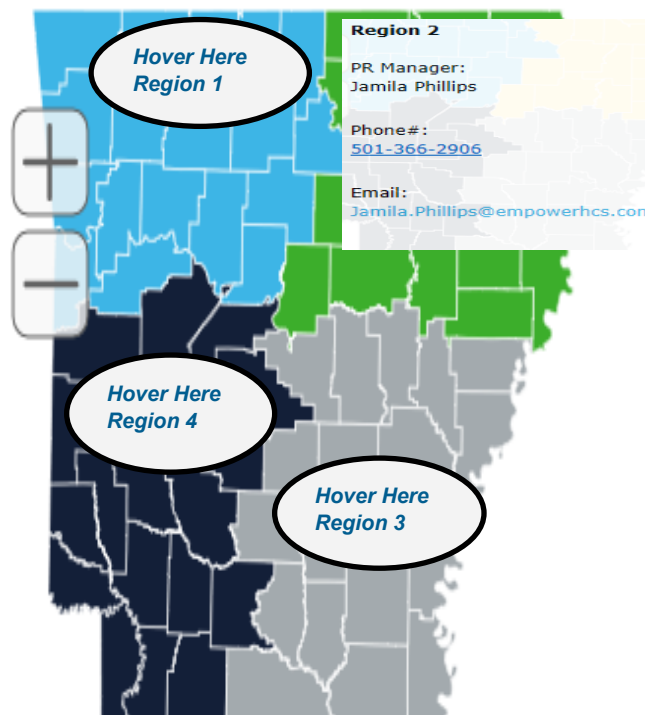 Hover Here
Region 1
Region 2
PR Manager:
Jamila Phillips
Phone#:
501-366-2906
Email:
Jamila.Phillips@empowerhcs.com
Hover Here
Region 4
Hover Here
Region 3